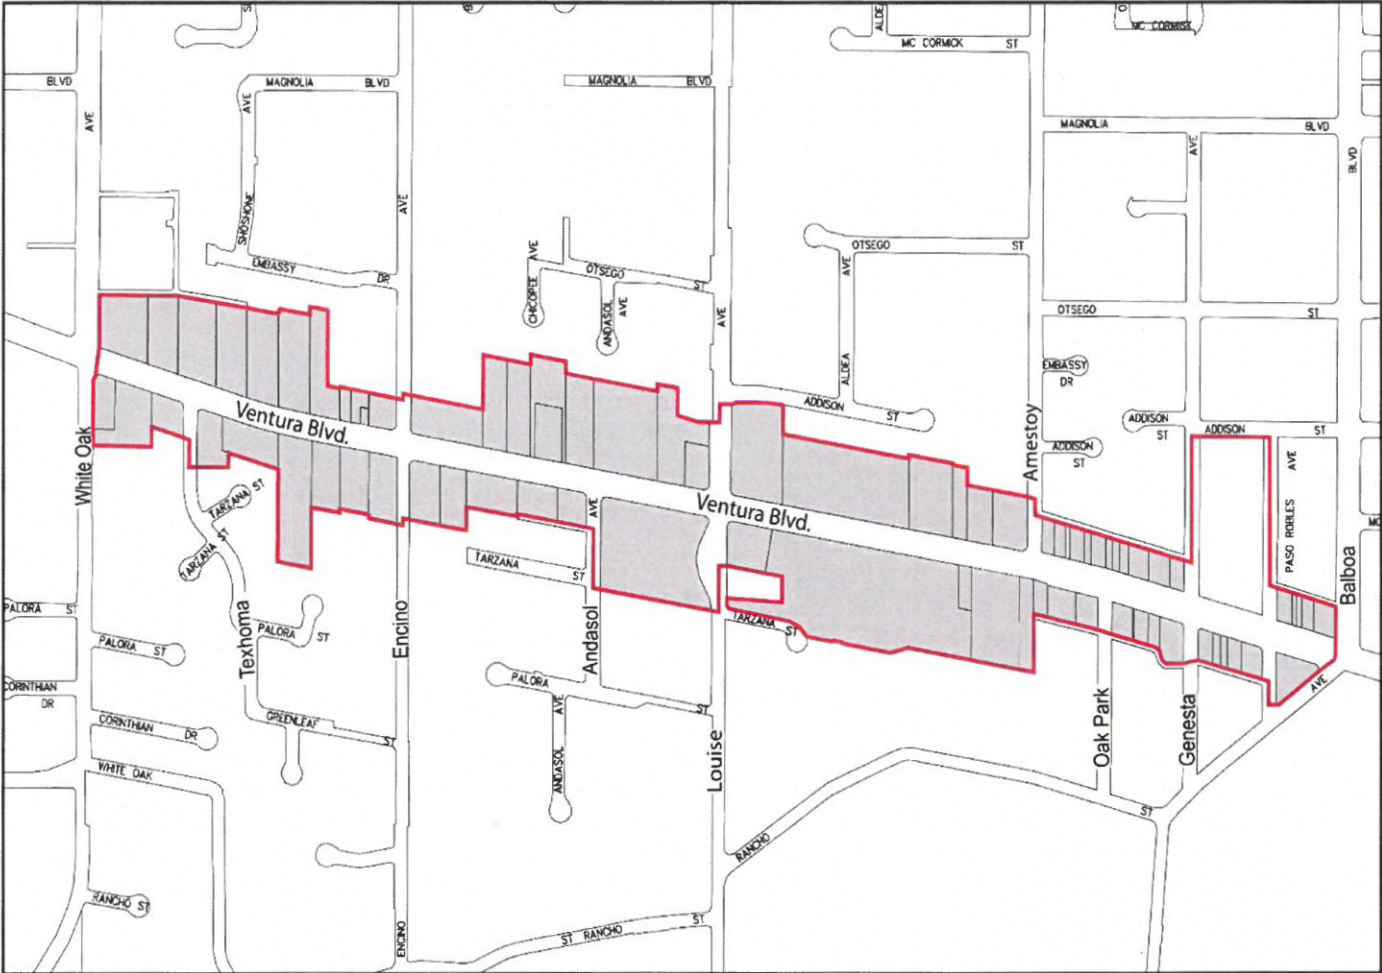 MC CORMICK
ALDE
MC CORMICK ST
BLVD
MAGNOLIA BLVD
MAGNOLIA BLVD
AVE
AVE
MAGNOLIA BLVD
AVE
BLVD
SHOSHONE
AVE
EMBASSY DR
CHICOPEE AVE
OTSEGO ST
ANDASOL AVE
AVE
OTSEGO ST
ALDEA AVE
OTSEGO ST
EMBASSY
DR
ADDISON ST
ADDISON
ST
ADDISON
ST
ADDISON ST
Amestoy
Ventura Blvd.
White Oak
Ventura Blvd.
TARZANA ST
TARZANA ST
AVE
TARZANA
ST
PASO ROBLES AVE
Balboa
PALORA ST
PALORA ST
Texhoma
PALORA
ST
Encino
Andasol
TARZANA
ST
CORINTHIAN
DR
CORINTHIAN DR
GREENLEAF
ST
PALORA
ST
ANDASOL AVE
Louise
Oak Park
Genesta
AVE
WHITE OAK
RANCHO
ST
RANCHO ST
ENCINO
ST RANCHO
ST